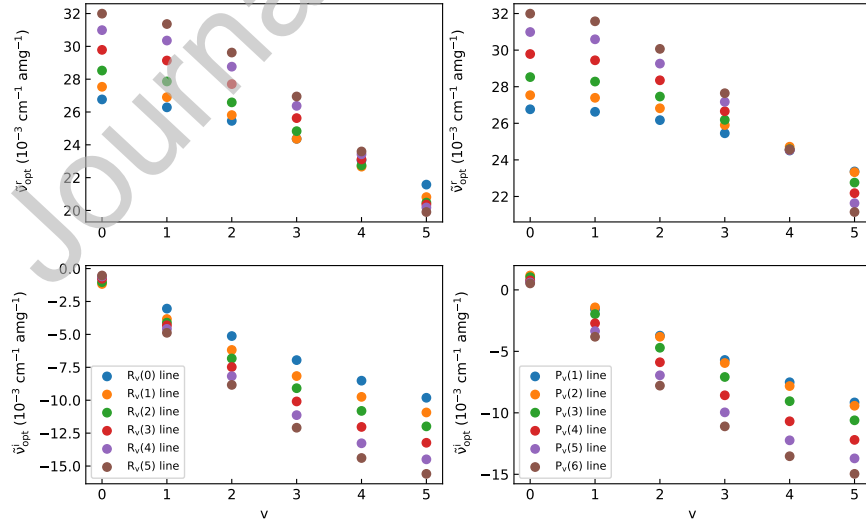 Journa
32
30
28
26
24
22
20
0 1 2 3 4 5
ν̃ʳopt (10⁻³ cm⁻¹ amg⁻¹)
32
30
28
26
24
22
0 1 2 3 4 5
ν̃ʳopt (10⁻³ cm⁻¹ amg⁻¹)
0.0
−2.5
−5.0
−7.5
−10.0
−12.5
−15.0
0 1 2 3 4 5
ν̃ⁱopt (10⁻³ cm⁻¹ amg⁻¹)
v
Rᵥ(0) line
Rᵥ(1) line
Rᵥ(2) line
Rᵥ(3) line
Rᵥ(4) line
Rᵥ(5) line
0
−5
−10
−15
0 1 2 3 4 5
ν̃ⁱopt (10⁻³ cm⁻¹ amg⁻¹)
v
Pᵥ(1) line
Pᵥ(2) line
Pᵥ(3) line
Pᵥ(4) line
Pᵥ(5) line
Pᵥ(6) line